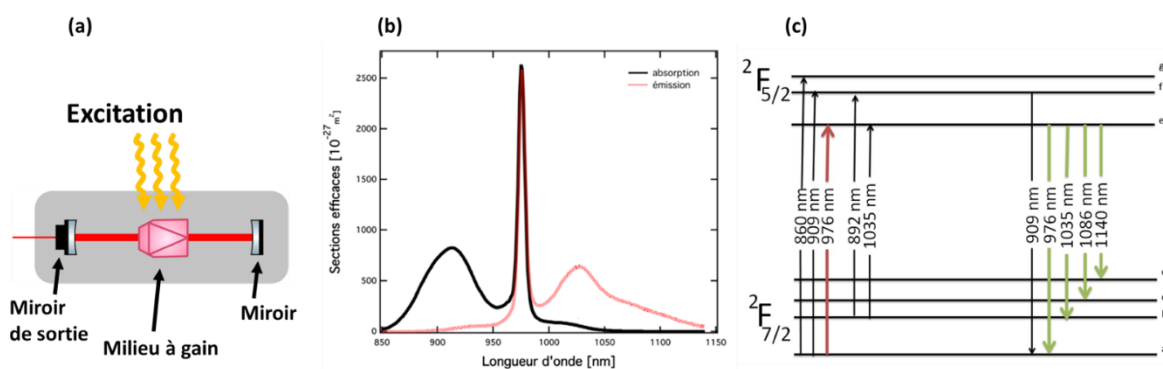 (a)
Excitation
Miroir
de sortie
Milieu à gain
Miroir
(b)
absorption
émission
Sections efficaces [10⁻²⁷m²]
2500
2000
1500
1000
500
0
850
900
950
1000
1050
1100
1150
Longueur d'onde [nm]
(c)
²F5/2
g
f
e
860 nm
909 nm
976 nm
892 nm
1035 nm
909 nm
976 nm
1035 nm
1086 nm
1140 nm
²F7/2